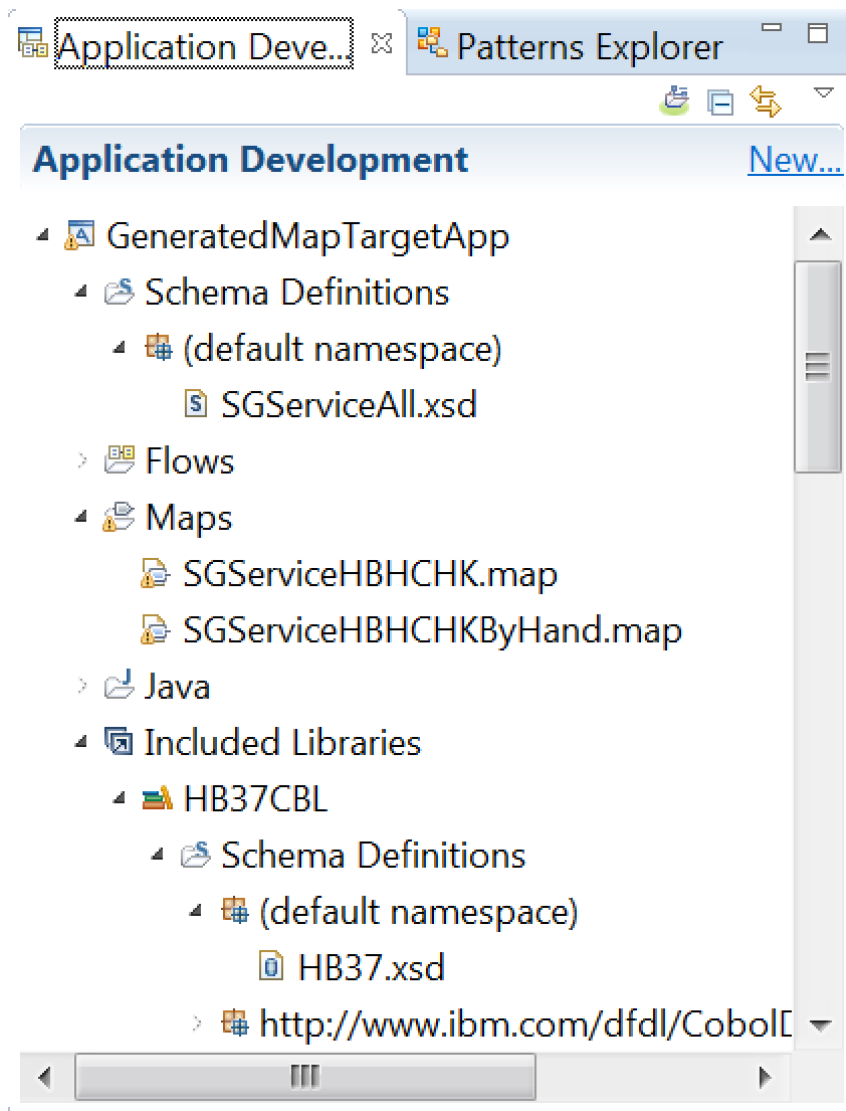 Application Deve... Patterns Explorer
Application Development New...
GeneratedMapTargetApp
Schema Definitions
(default namespace)
SGServiceAll.xsd
Flows
Maps
SGServiceHBHCHK.map
SGServiceHBHCHKByHand.map
Java
Included Libraries
HB37CBL
Schema Definitions
(default namespace)
HB37.xsd
http://www.ibm.com/dfdl/CobolD